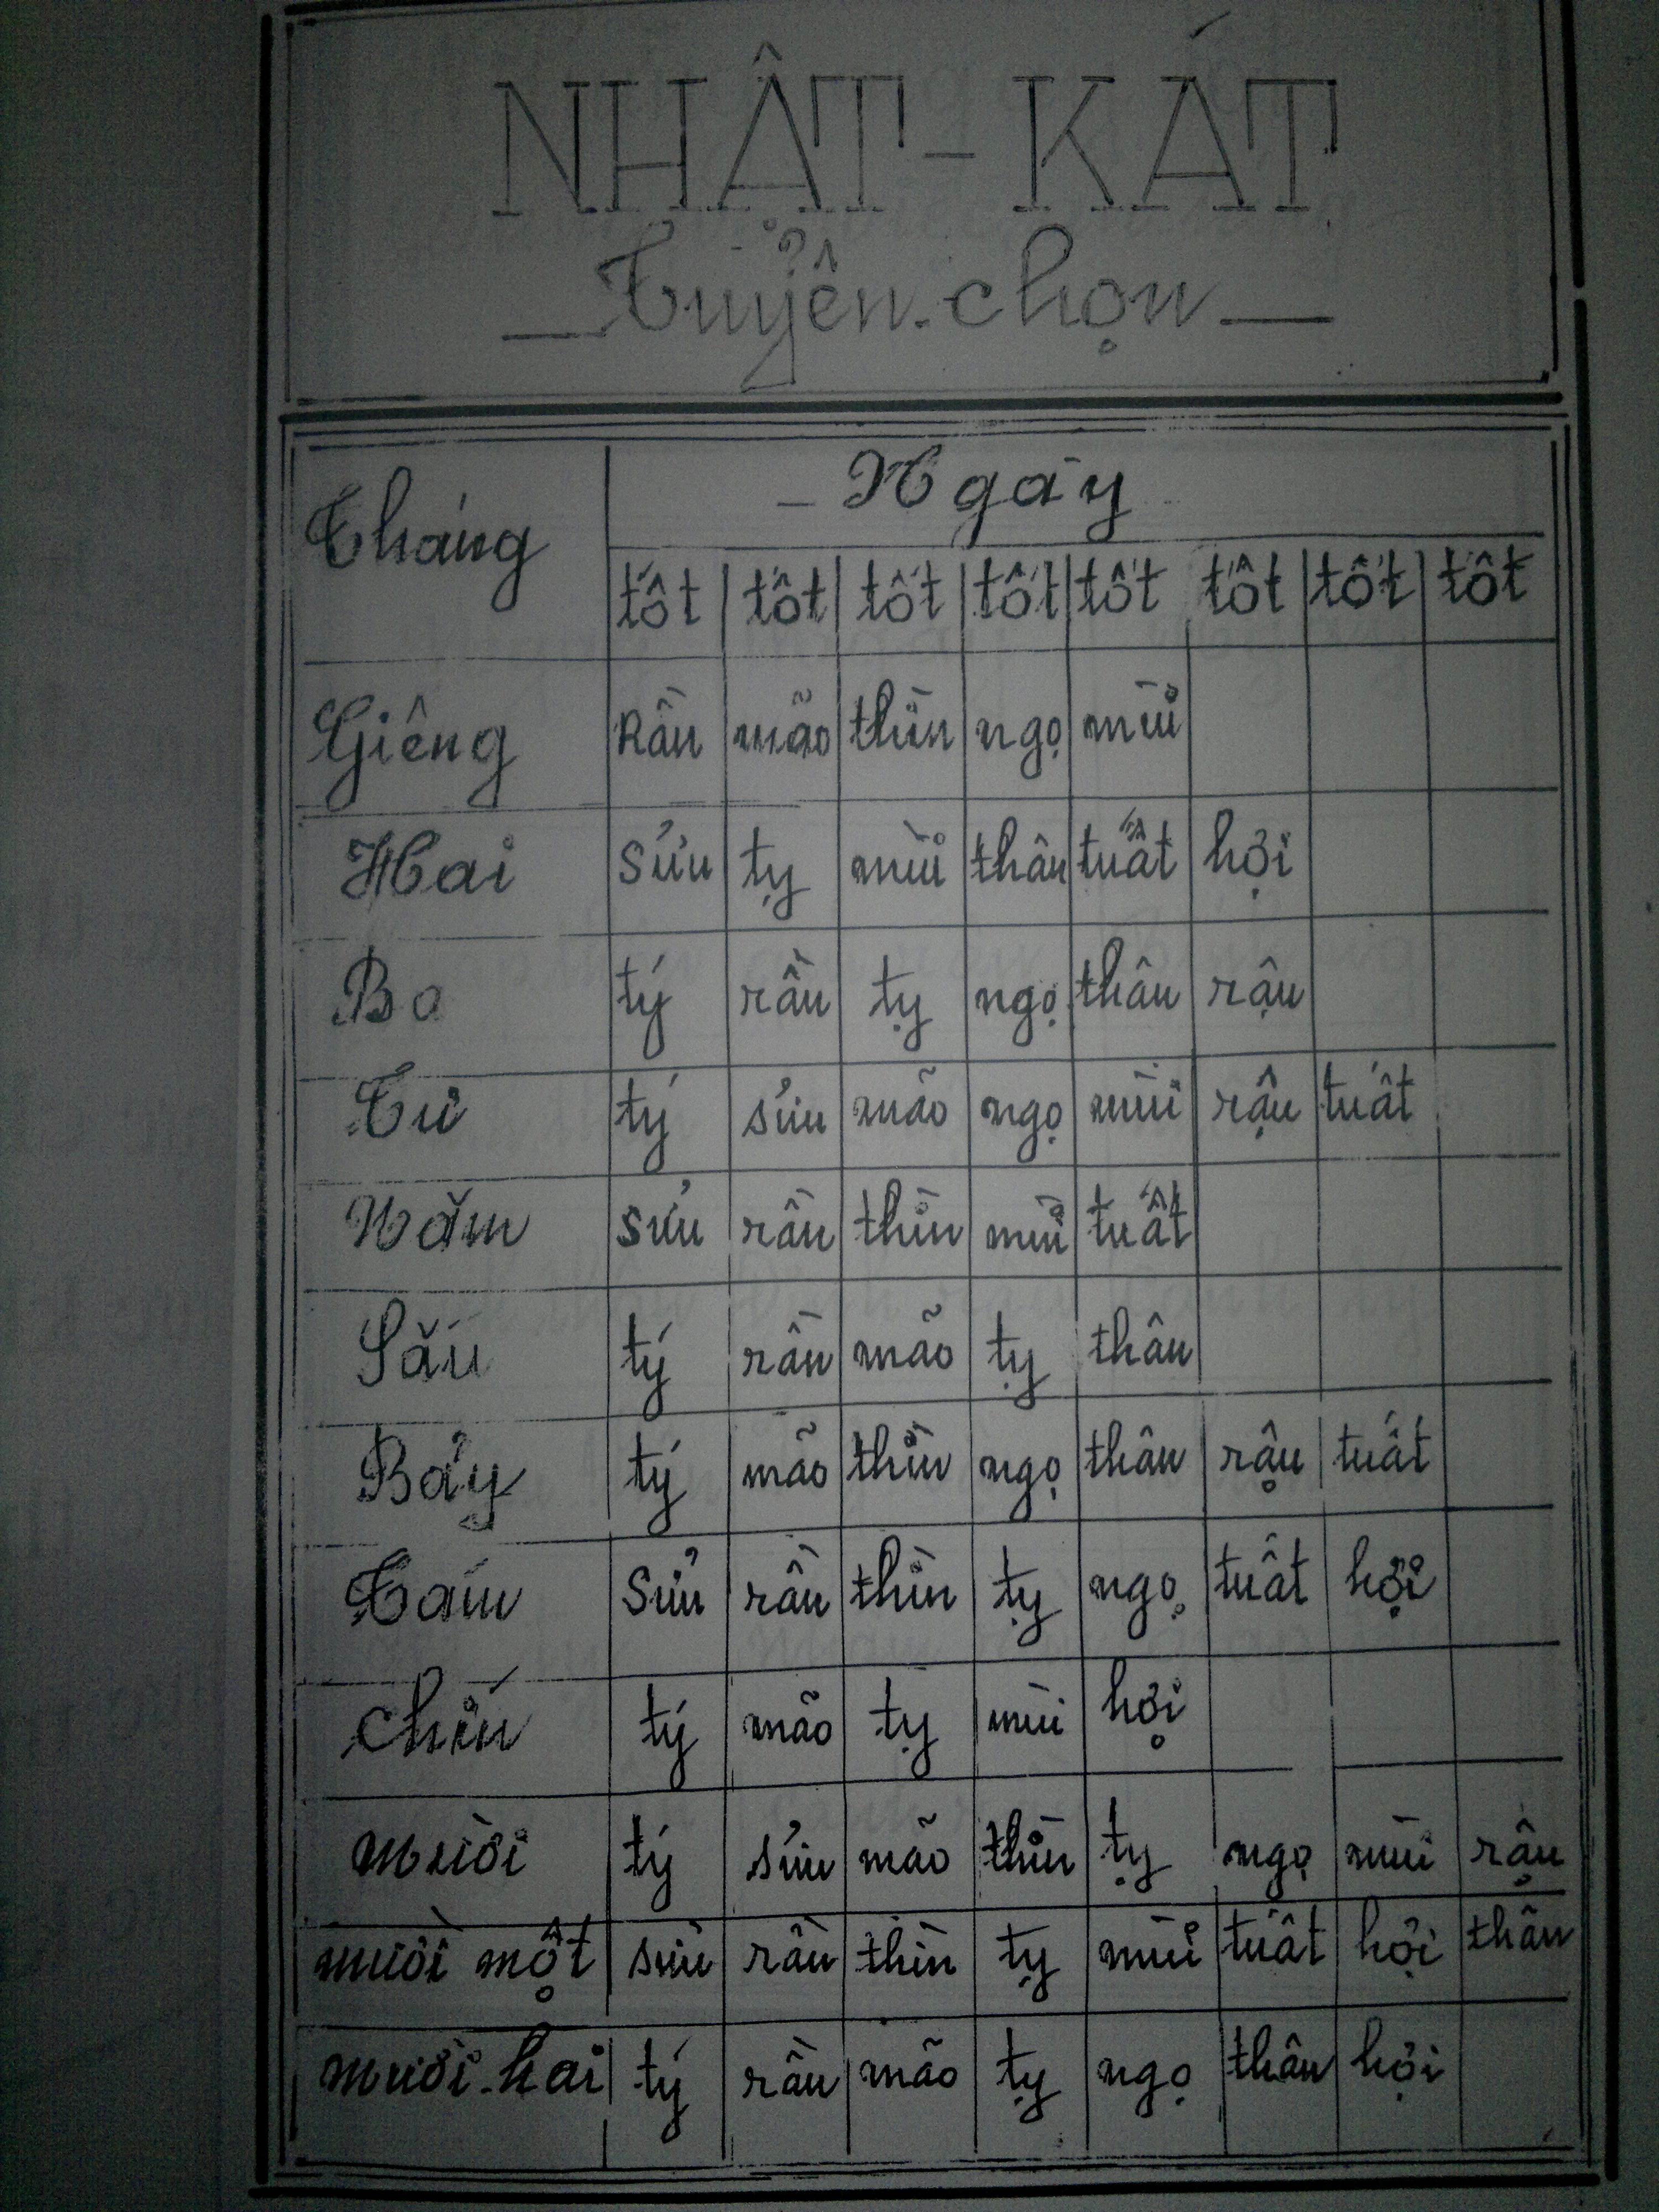 NHẬT - KÁT
Tuyển - chọn
Tháng
- Ngày
tốt tốt tốt tốt tốt tốt tốt tốt
Giêng Rần mão thìn ngọ mùi
Hai Sửu tỵ mùi thân tuất hợi
Ba tý rần tỵ ngọ thân rậu
Tư tý sửu mão ngọ mùi rậu tuất
Năm sửu rần thìn mùi tuất
Sáu tý rần mão tỵ thân
Bảy tý mão thìn ngọ thân rậu tuất
Tám Sửu rần thìn tỵ ngọ tuất hợi
Chín tý mão tỵ mùi hợi
mười tý sửu mão thìn tỵ ngọ mùi rậu
mười một sửu rần thìn tỵ mùi tuất hợi thân
mười - hai tý rần mão tỵ ngọ thân hợi